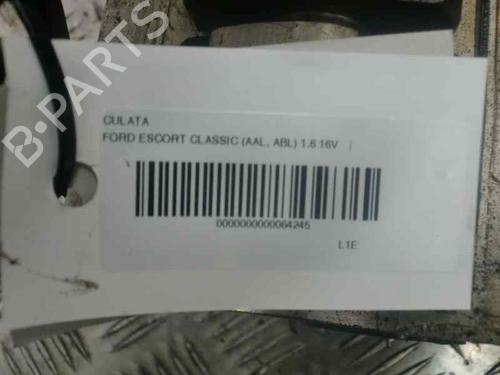 B-PARTS
CULATA
FORD ESCORT CLASSIC (AAL, ABL) 1.6 16V |
0000000000064245
L1E